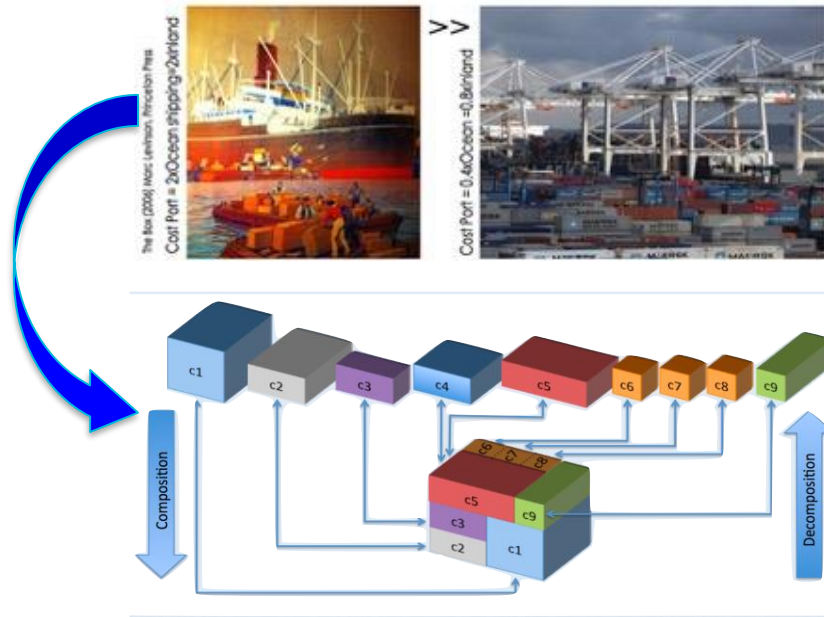 The Box (2006) Marc Levinson, Princeton Press
Cost Port = 2xOcean shipping=2xInland
>>
Cost Port = 0.4xOcean =0.8xInland
MAERSK
c1
c2
c3
c4
c5
c6
c7
c8
c9
Composition
Decomposition
c6
c7
c8
c5
c9
c3
c2
c1